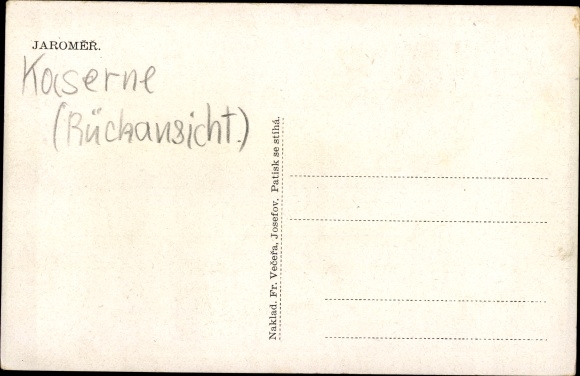 JAROMĚŘ.
Kaserne
(Rückansicht.)
Naklad. Fr. Večeřa, Josefov. Patisk se stíhá.